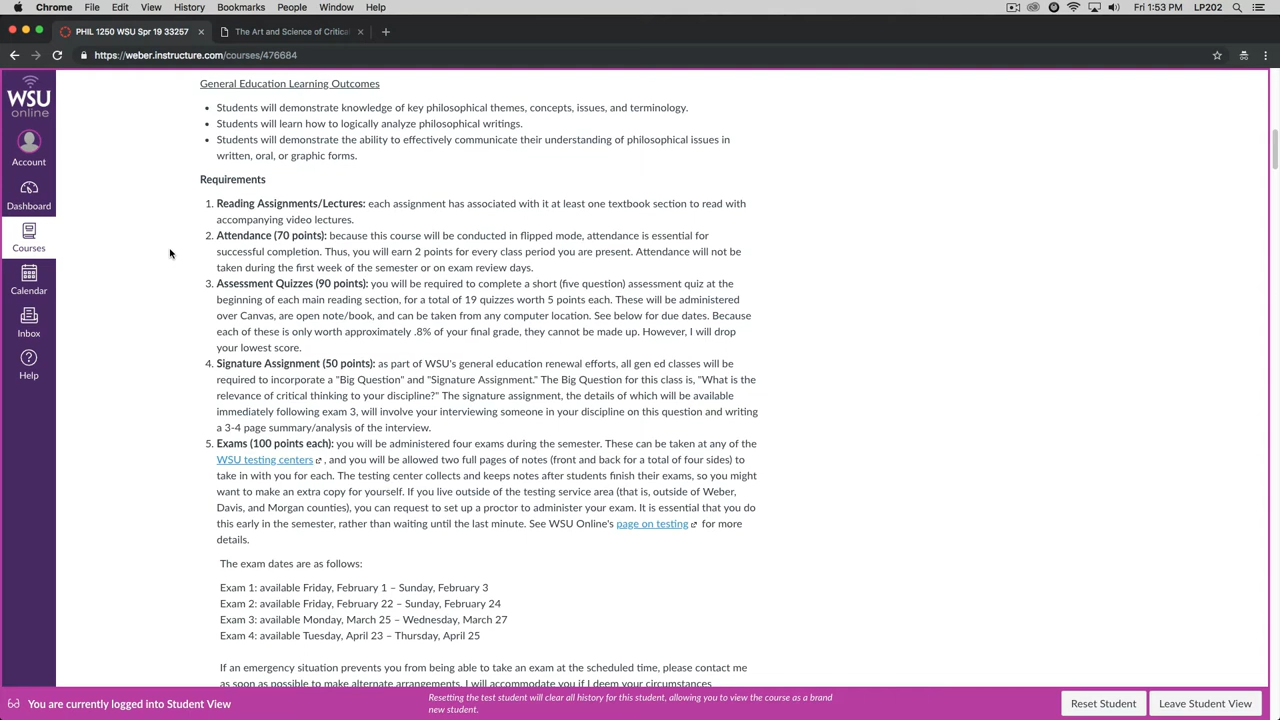 Chrome File Edit View History Bookmarks People Window Help
Fri 1:53 PM LP202
PHIL 1250 WSU Spr 19 33257
The Art and Science of Critical
https://weber.instructure.com/courses/476684
WSU
online
Account
Dashboard
Courses
Calendar
Inbox
Help
General Education Learning Outcomes
Students will demonstrate knowledge of key philosophical themes, concepts, issues, and terminology.
Students will learn how to logically analyze philosophical writings.
Students will demonstrate the ability to effectively communicate their understanding of philosophical issues in
written, oral, or graphic forms.
Requirements
1. Reading Assignments/Lectures: each assignment has associated with it at least one textbook section to read with
accompanying video lectures.
2. Attendance (70 points): because this course will be conducted in flipped mode, attendance is essential for
successful completion. Thus, you will earn 2 points for every class period you are present. Attendance will not be
taken during the first week of the semester or on exam review days.
3. Assessment Quizzes (90 points): you will be required to complete a short (five question) assessment quiz at the
beginning of each main reading section, for a total of 19 quizzes worth 5 points each. These will be administered
over Canvas, are open note/book, and can be taken from any computer location. See below for due dates. Because
each of these is only worth approximately .8% of your final grade, they cannot be made up. However, I will drop
your lowest score.
4. Signature Assignment (50 points): as part of WSU's general education renewal efforts, all gen ed classes will be
required to incorporate a "Big Question" and "Signature Assignment." The Big Question for this class is, "What is the
relevance of critical thinking to your discipline?" The signature assignment, the details of which will be available
immediately following exam 3, will involve your interviewing someone in your discipline on this question and writing
a 3-4 page summary/analysis of the interview.
5. Exams (100 points each): you will be administered four exams during the semester. These can be taken at any of the
WSU testing centers , and you will be allowed two full pages of notes (front and back for a total of four sides) to
take in with you for each. The testing center collects and keeps notes after students finish their exams, so you might
want to make an extra copy for yourself. If you live outside of the testing service area (that is, outside of Weber,
Davis, and Morgan counties), you can request to set up a proctor to administer your exam. It is essential that you do
this early in the semester, rather than waiting until the last minute. See WSU Online's page on testing for more
details.
The exam dates are as follows:
Exam 1: available Friday, February 1 – Sunday, February 3
Exam 2: available Friday, February 22 – Sunday, February 24
Exam 3: available Monday, March 25 – Wednesday, March 27
Exam 4: available Tuesday, April 23 – Thursday, April 25
If an emergency situation prevents you from being able to take an exam at the scheduled time, please contact me
as soon as possible to make alternate arrangements. I will accommodate you if I deem your circumstances
You are currently logged into Student View
Resetting the test student will clear all history for this student, allowing you to view the course as a brand
new student.
Reset Student
Leave Student View